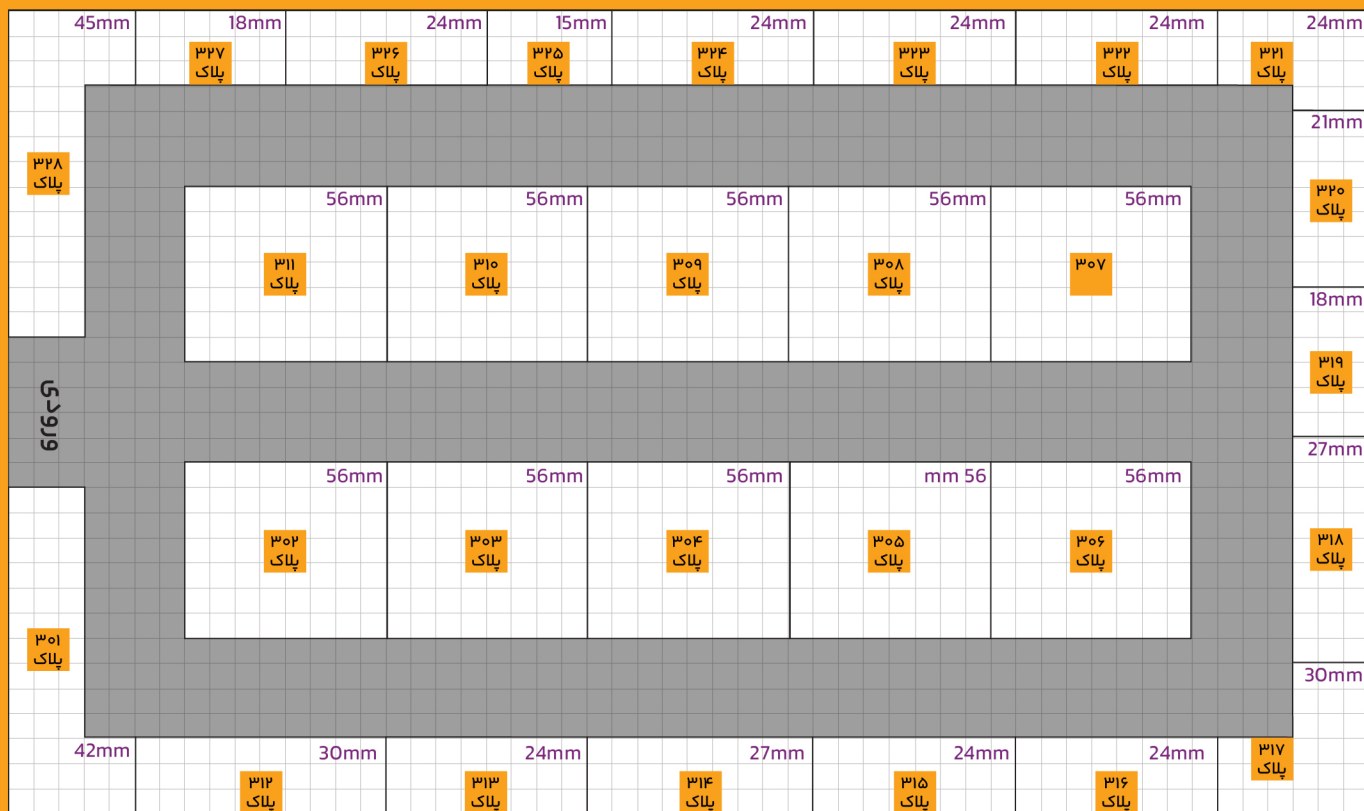 45mm
18mm
24mm
15mm
24mm
24mm
24mm
24mm
۳۲۷
پلاک
۳۲۶
پلاک
۳۲۵
پلاک
۳۲۴
پلاک
۳۲۳
پلاک
۳۲۲
پلاک
۳۲۱
پلاک
21mm
۳۲۸
پلاک
۳۲۰
پلاک
56mm
56mm
56mm
56mm
56mm
۳۱۱
پلاک
۳۱۰
پلاک
۳۰۹
پلاک
۳۰۸
پلاک
۳۰۷
18mm
۳۱۹
پلاک
ورودی
27mm
56mm
56mm
56mm
mm 56
56mm
۳۰۲
پلاک
۳۰۳
پلاک
۳۰۴
پلاک
۳۰۵
پلاک
۳۰۶
پلاک
۳۱۸
پلاک
۳۰۱
پلاک
30mm
42mm
30mm
24mm
27mm
24mm
24mm
۳۱۷
پلاک
۳۱۲
پلاک
۳۱۳
پلاک
۳۱۴
پلاک
۳۱۵
پلاک
۳۱۶
پلاک